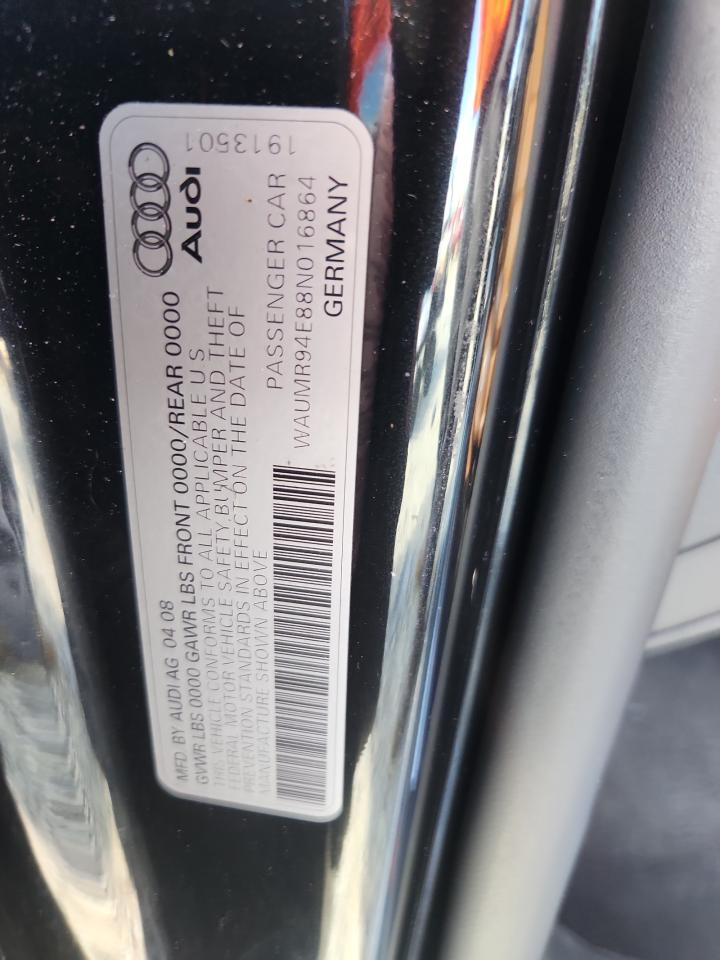 MFD. BY AUDI AG 04 08
GVWR LBS 0000 GAWR LBS FRONT 0000/REAR 0000
THIS VEHICLE CONFORMS TO ALL APPLICABLE U S
FEDERAL MOTOR VEHICLE SAFETY, BUMPER AND THEFT
PREVENTION STANDARDS IN EFFECT ON THE DATE OF
MANUFACTURE SHOWN ABOVE
Audi
1913501
PASSENGER CAR
WAUMR94E88N016864
GERMANY